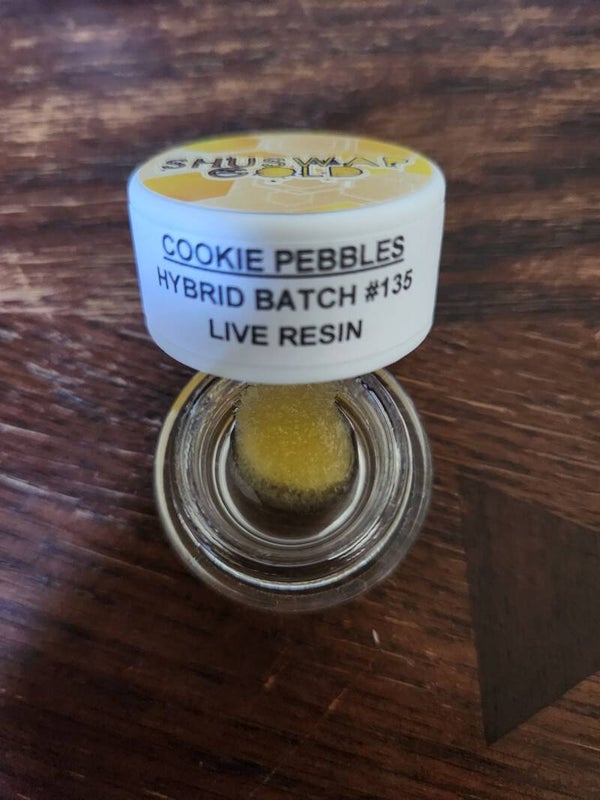 SHUSWAP
GOLD
COOKIE PEBBLES
HYBRID BATCH #135
LIVE RESIN